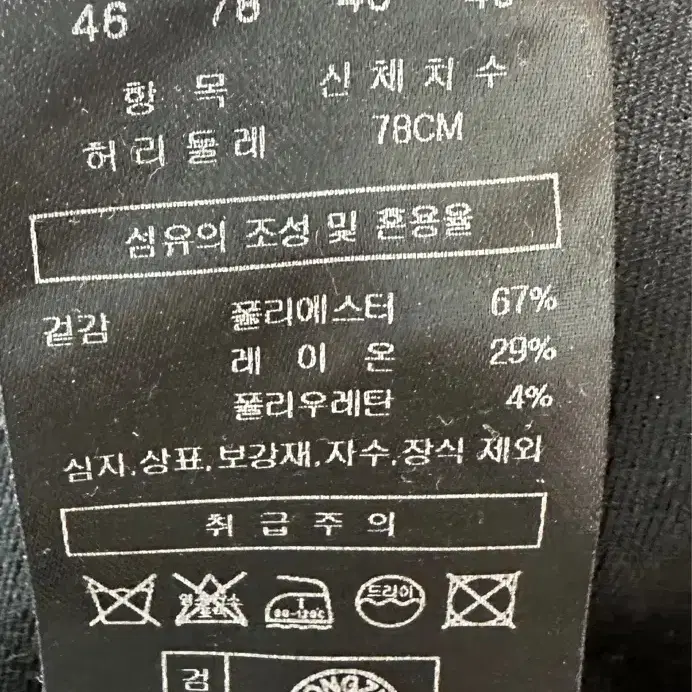 46 78
항 목 신 체 치 수
허 리 둘 레 78CM
섬유의 조성 및 혼용율
겉감 폴리에스터 67%
레 이 온 29%
폴리우레탄 4%
심지,상표,보강재,자수,장식 제외
취 급 주 의
드라이
검